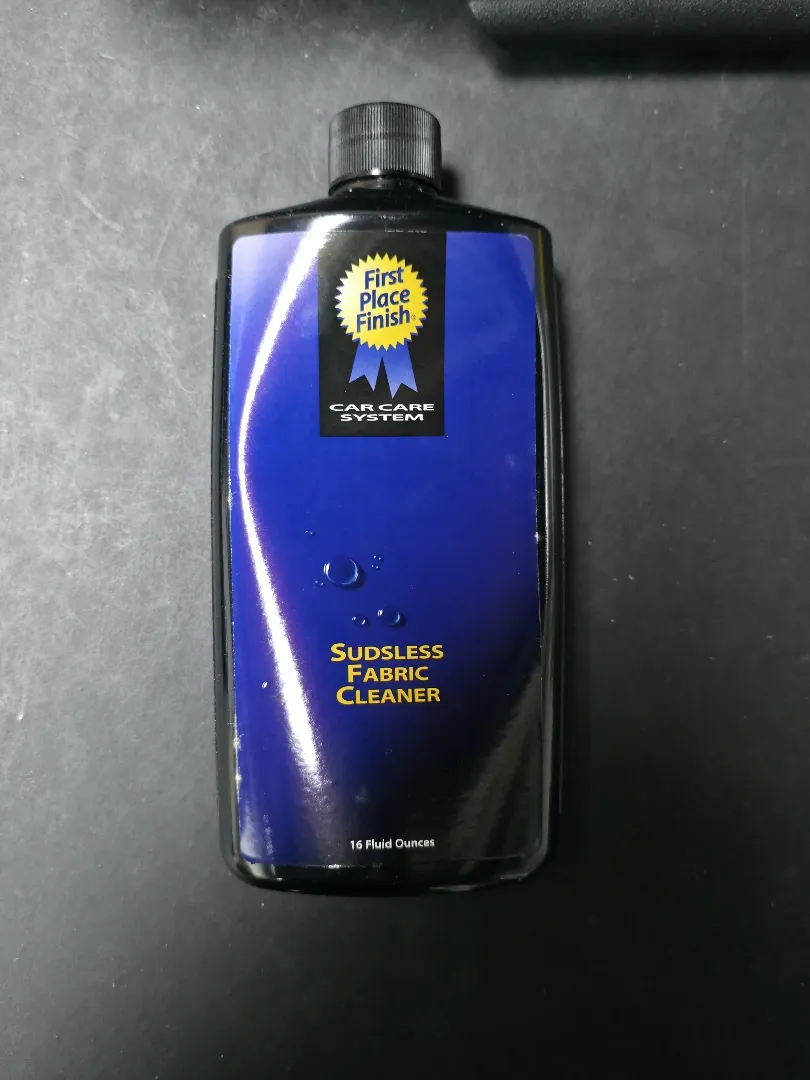 First
Place
Finish®
CAR CARE
SYSTEM
SUDSLESS
FABRIC
CLEANER
16 Fluid Ounces